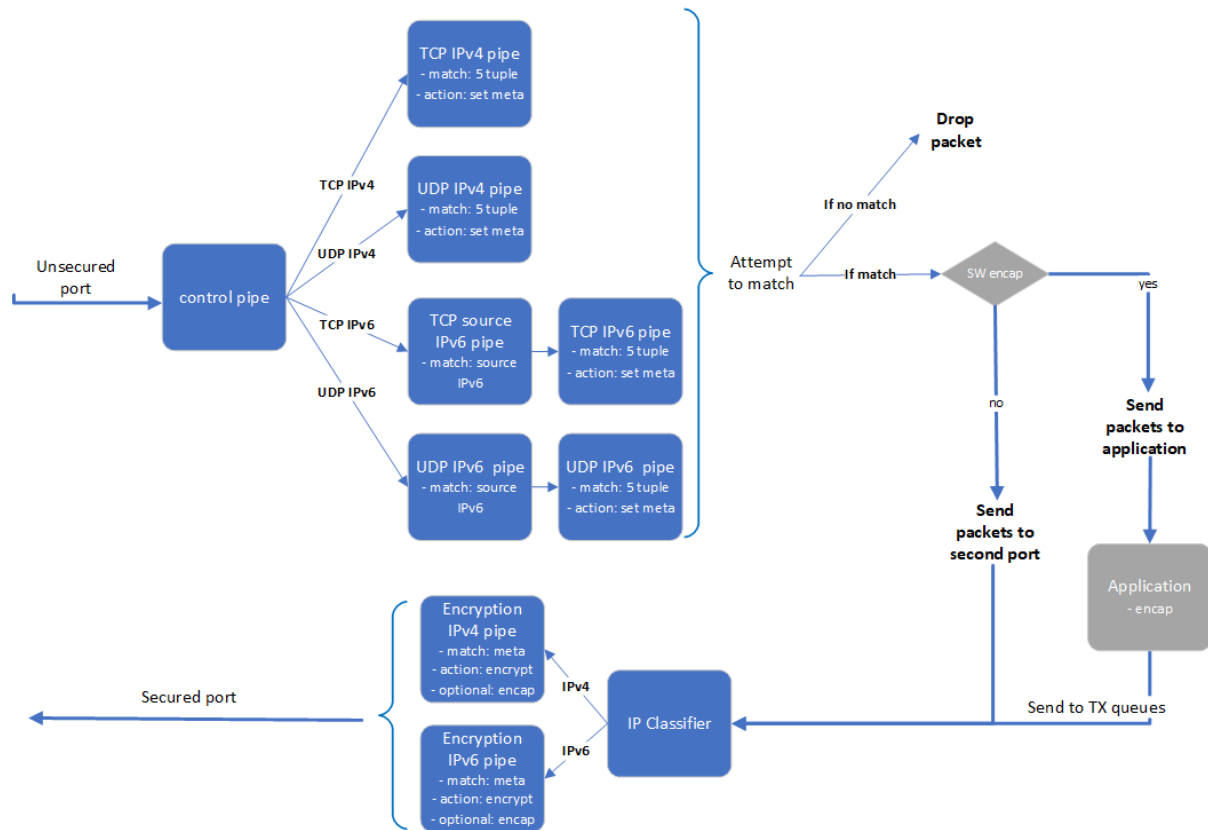 TCP IPv4 pipe
- match: 5 tuple
- action: set meta
Drop
packet
TCP IPv4
UDP IPv4 pipe
- match: 5 tuple
- action: set meta
If no match
UDP IPv4
Unsecured
port
control pipe
Attempt
to match
If match
SW encap
yes
TCP IPv6
TCP source
IPv6 pipe
- match: source
IPv6
TCP IPv6 pipe
- match: 5 tuple
- action: set meta
UDP IPv6
no
Send
packets to
application
UDP IPv6 pipe
- match: source
IPv6
UDP IPv6 pipe
- match: 5 tuple
- action: set meta
Send
packets to
second port
Application
- encap
Encryption
IPv4 pipe
- match: meta
- action: encrypt
- optional: encap
IPv4
Secured port
IP Classifier
Send to TX queues
IPv6
Encryption
IPv6 pipe
- match: meta
- action: encrypt
- optional: encap